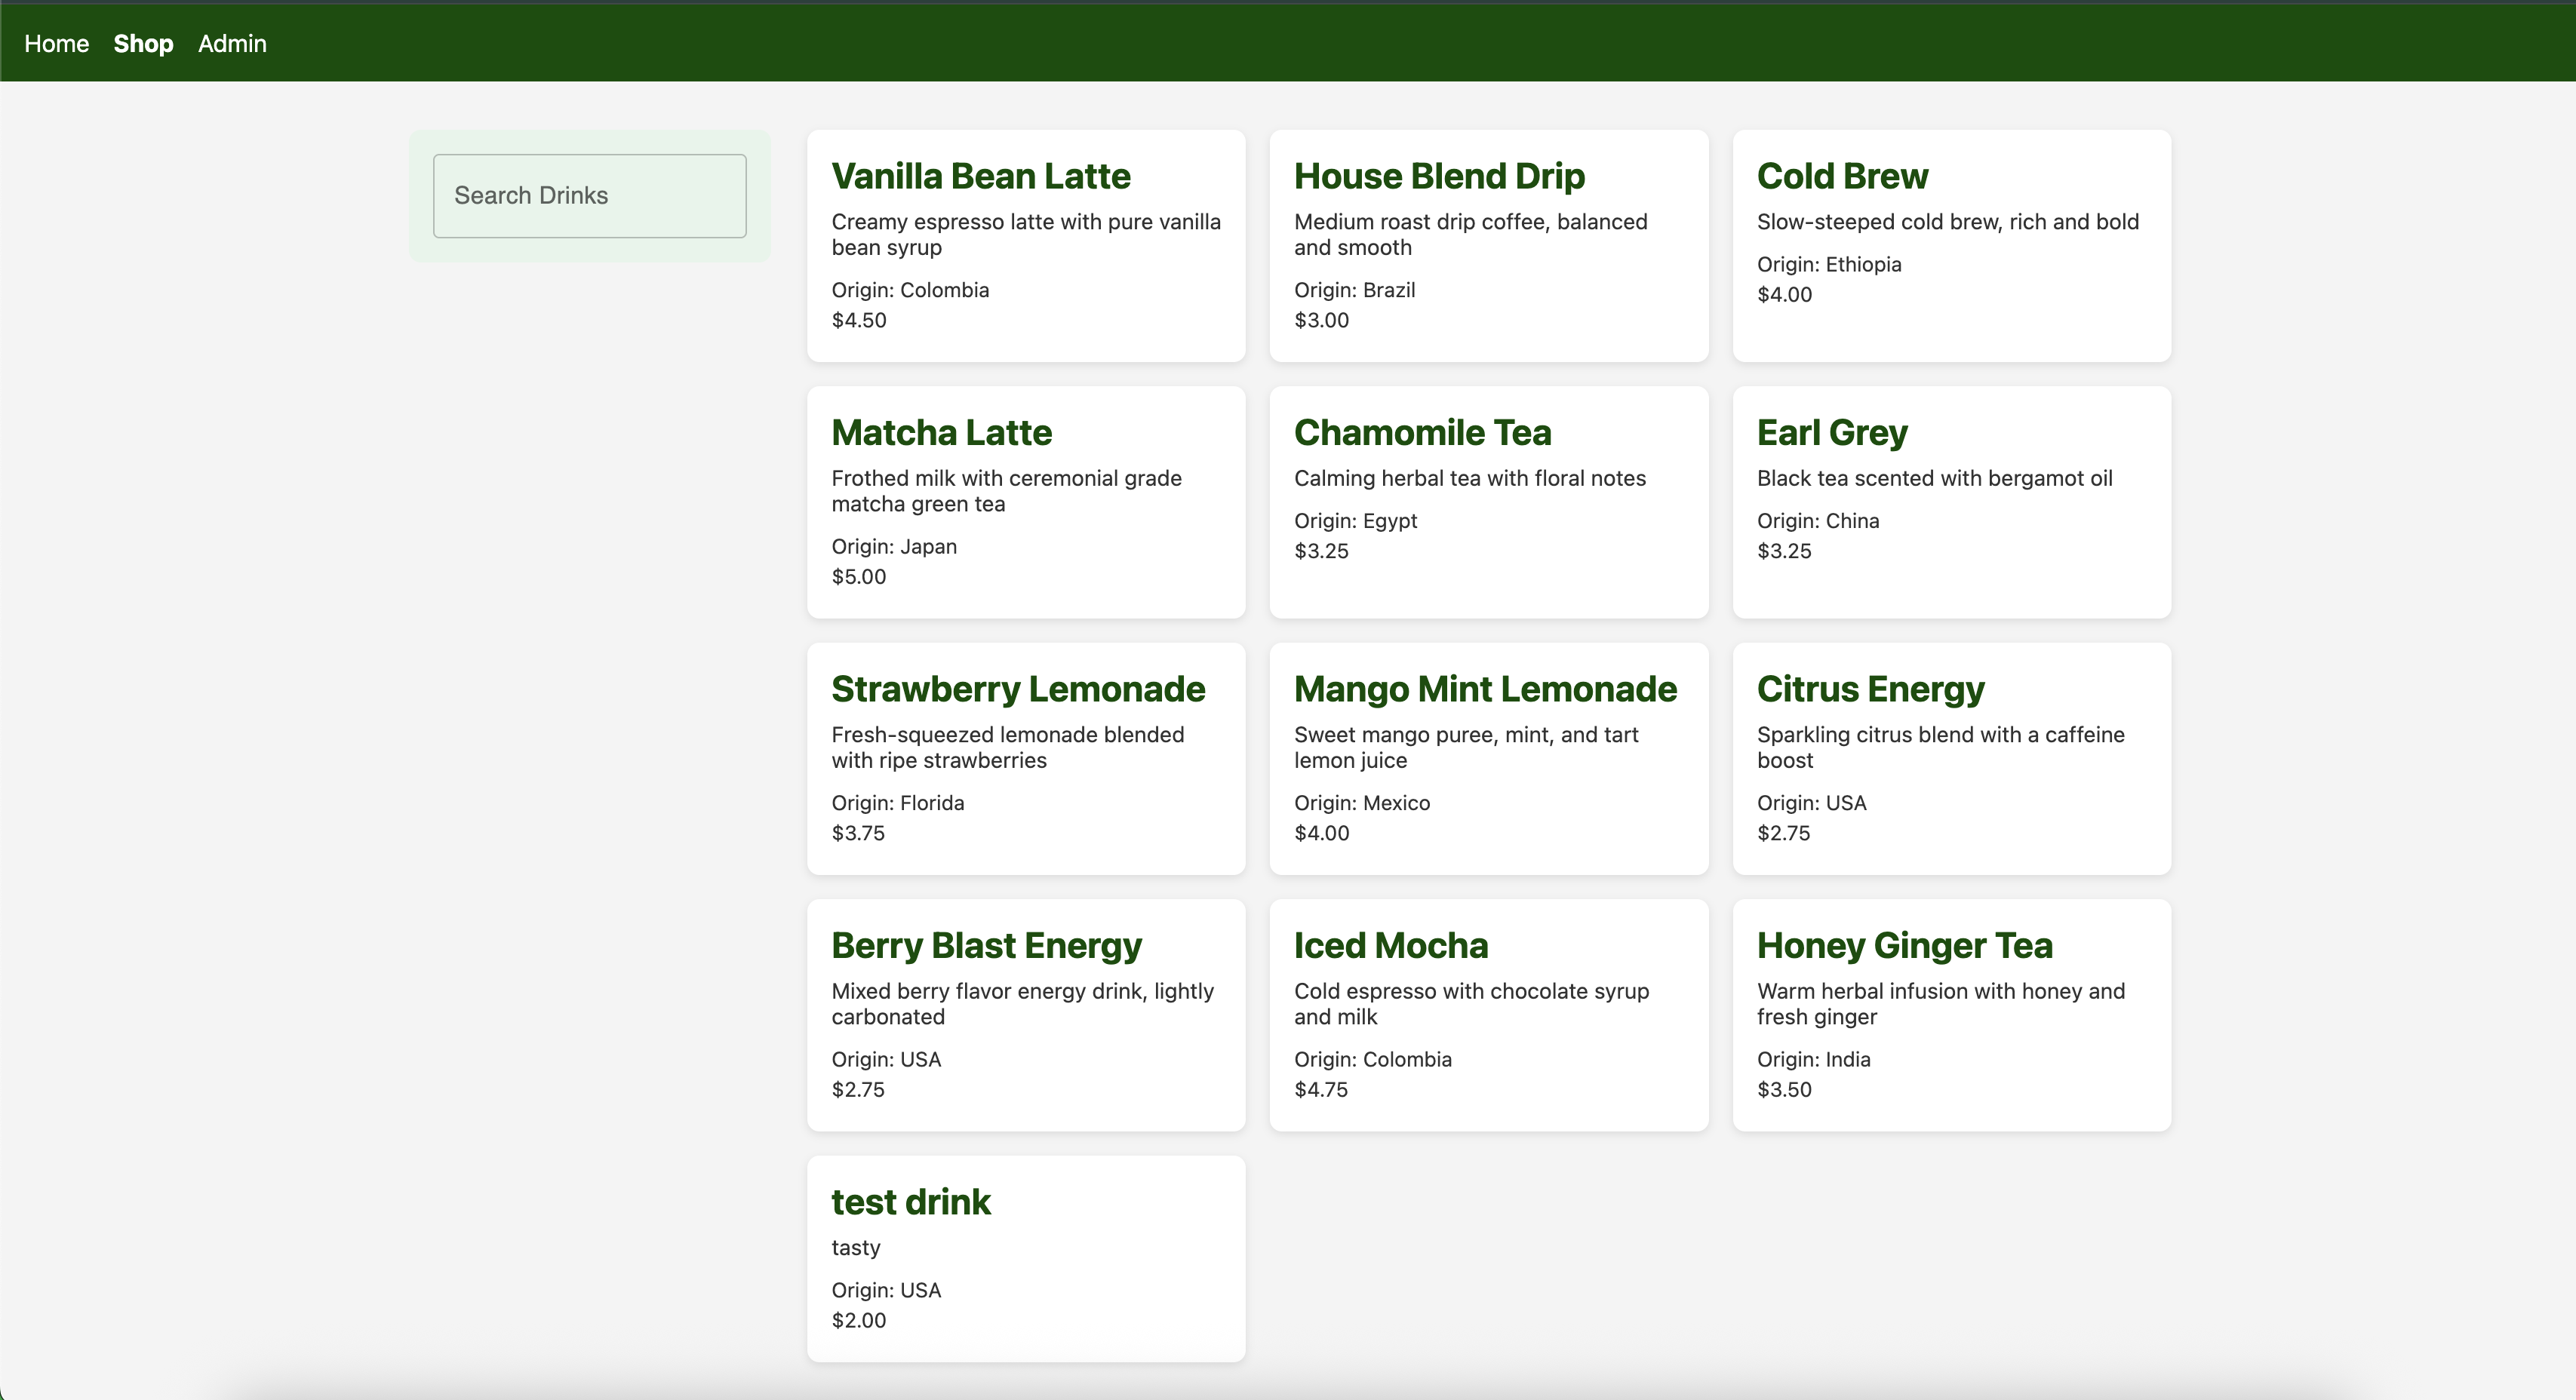 Home Shop Admin
Search Drinks
Vanilla Bean Latte
Creamy espresso latte with pure vanilla
bean syrup
Origin: Colombia
$4.50
House Blend Drip
Medium roast drip coffee, balanced
and smooth
Origin: Brazil
$3.00
Cold Brew
Slow-steeped cold brew, rich and bold
Origin: Ethiopia
$4.00
Matcha Latte
Frothed milk with ceremonial grade
matcha green tea
Origin: Japan
$5.00
Chamomile Tea
Calming herbal tea with floral notes
Origin: Egypt
$3.25
Earl Grey
Black tea scented with bergamot oil
Origin: China
$3.25
Strawberry Lemonade
Fresh-squeezed lemonade blended
with ripe strawberries
Origin: Florida
$3.75
Mango Mint Lemonade
Sweet mango puree, mint, and tart
lemon juice
Origin: Mexico
$4.00
Citrus Energy
Sparkling citrus blend with a caffeine
boost
Origin: USA
$2.75
Berry Blast Energy
Mixed berry flavor energy drink, lightly
carbonated
Origin: USA
$2.75
Iced Mocha
Cold espresso with chocolate syrup
and milk
Origin: Colombia
$4.75
Honey Ginger Tea
Warm herbal infusion with honey and
fresh ginger
Origin: India
$3.50
test drink
tasty
Origin: USA
$2.00